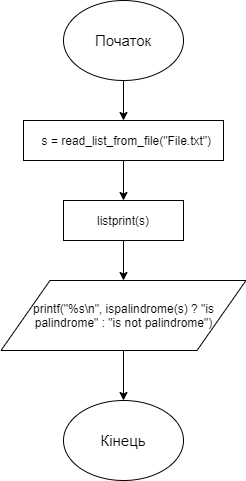 Початок
s = read_list_from_file("File.txt")
listprint(s)
printf("%s\n", ispalindrome(s) ? "is
palindrome" : "is not palindrome")
Кінець